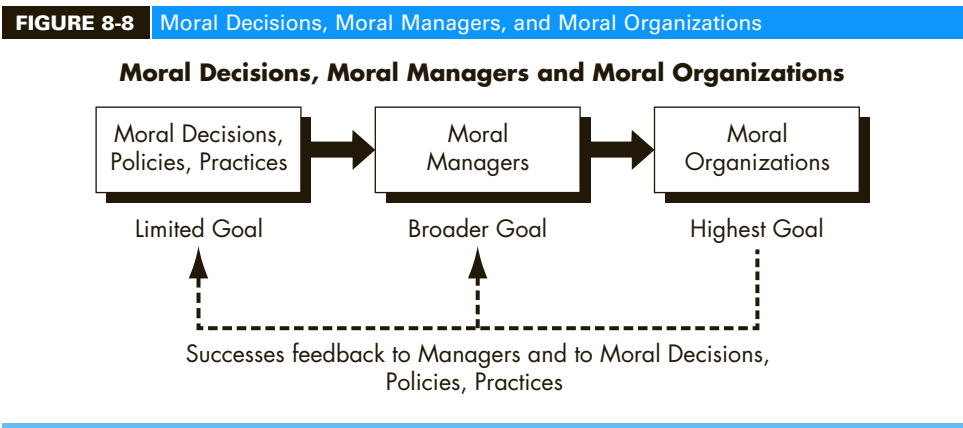 FIGURE 8-8 Moral Decisions, Moral Managers, and Moral Organizations
Moral Decisions, Moral Managers and Moral Organizations
Moral Decisions,
Policies, Practices
Moral
Managers
Moral
Organizations
Limited Goal
Broader Goal
Highest Goal
Successes feedback to Managers and to Moral Decisions,
Policies, Practices